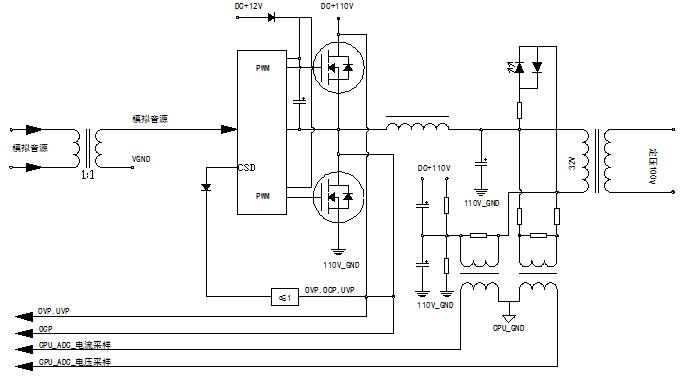 DC+12V
DC+110V
PWM
模拟音源
模拟音源
VGND
1:1
CSD
PWM
DC+110V
32V
定压100V
110V_GND
110V_GND
110V_GND
OVP,OCP,UVP
CPU_GND
OVP,UVP
OCP
CPU_ADC_电流采样
CPU_ADC_电压采样